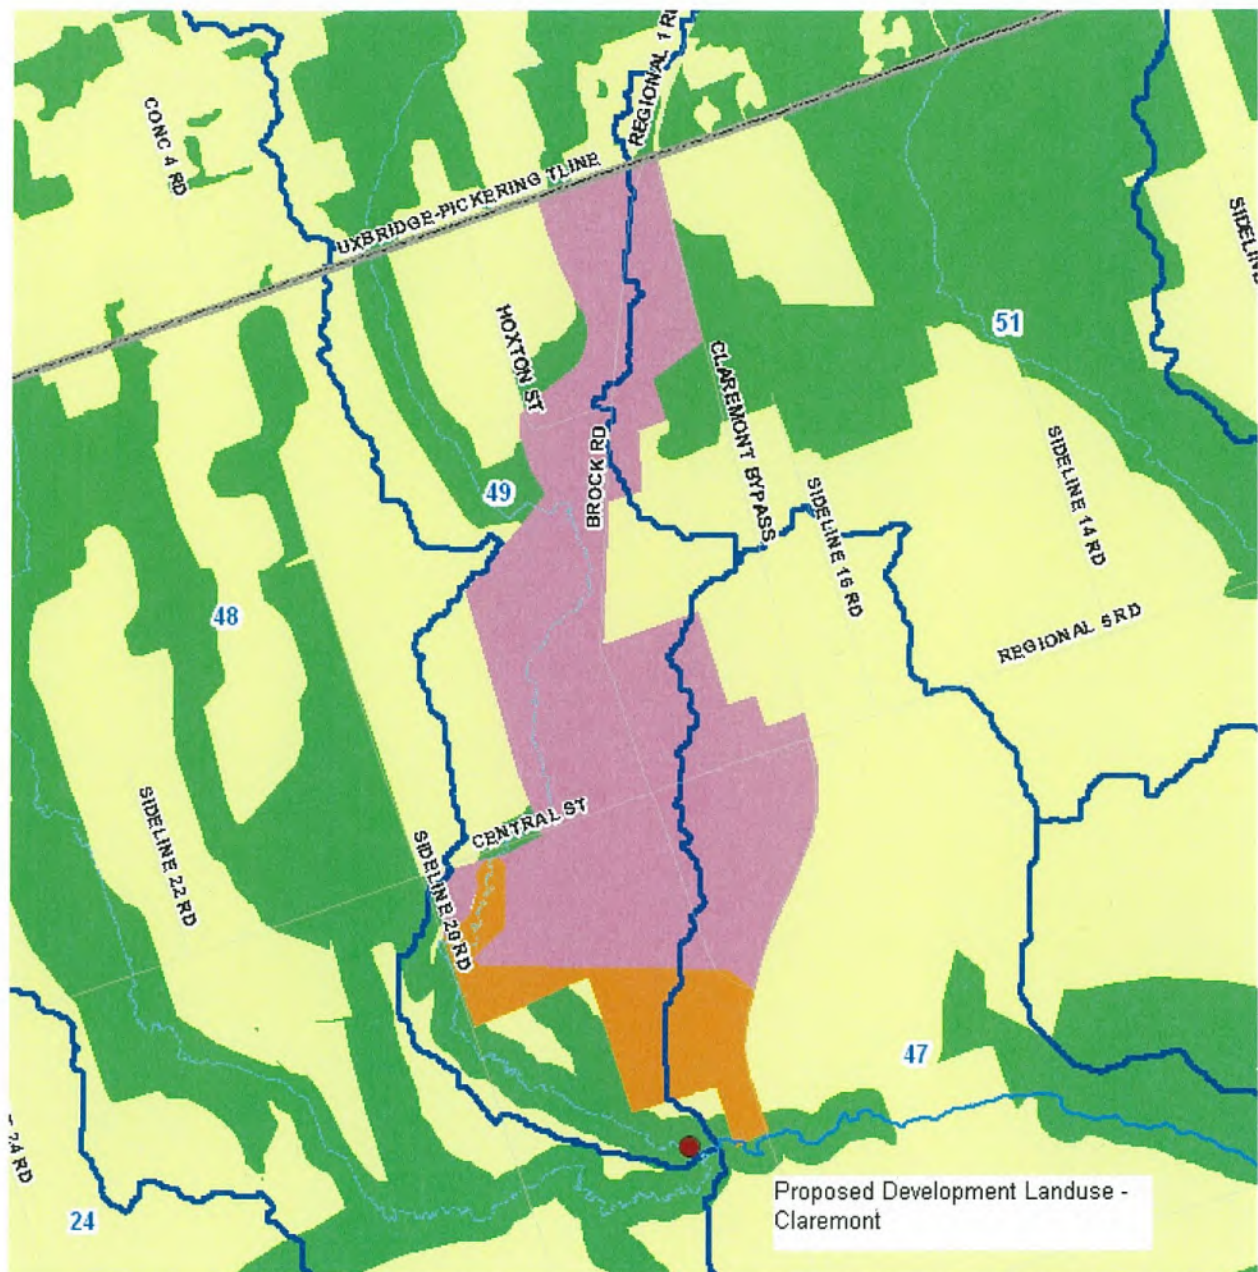 REGIONAL 1 R
CONC 4 RD
UXBRIDGE-PICKERING TLINE
HOXTON ST
51
CLAREMONT BYPASS
49
BROCK RD
SIDELINE 16 RD
SIDELINE 14 RD
48
REGIONAL 5 RD
SIDELINE 22 RD
CENTRAL ST
SIDELINE 20 RD
47
24 RD
24
Proposed Development Landuse -
Claremont